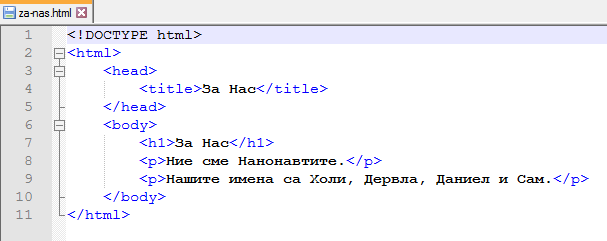 za-nas.html
1 <!DOCTYPE html>
2 <html>
3 <head>
4 <title>За Нас</title>
5 </head>
6 <body>
7 <h1>За Нас</h1>
8 <p>Ние сме Нанонавтите.</p>
9 <p>Нашите имена са Холи, Дервла, Даниел и Сам.</p>
10 </body>
11 </html>